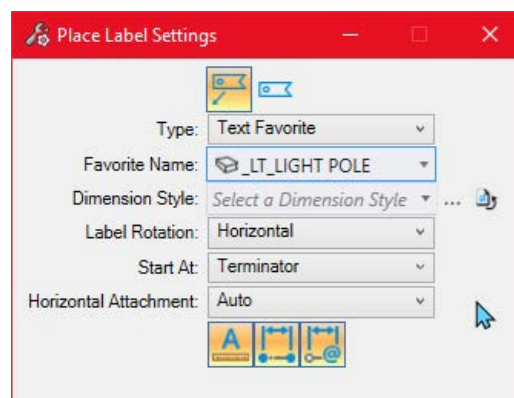 Place Label Settings
Type: Text Favorite
Favorite Name: _LT_LIGHT POLE
Dimension Style: Select a Dimension Style ...
Label Rotation: Horizontal
Start At: Terminator
Horizontal Attachment: Auto
A @